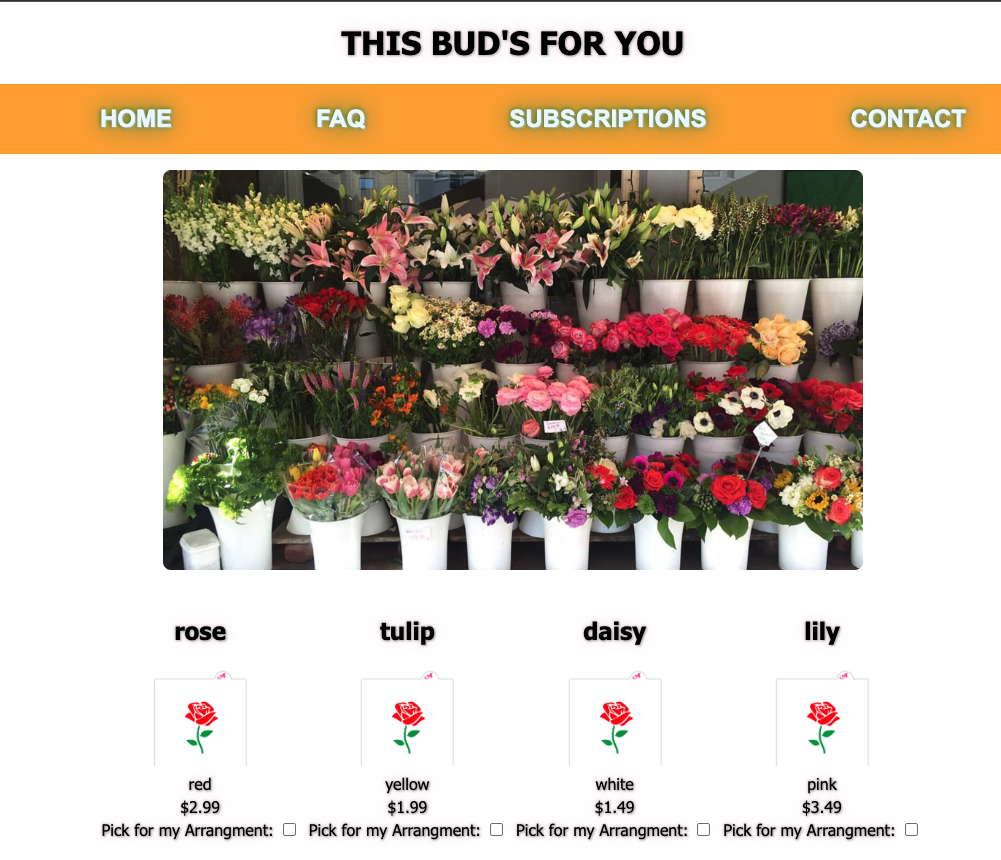 THIS BUD'S FOR YOU
HOME FAQ SUBSCRIPTIONS CONTACT
rose tulip daisy lily
red yellow white pink
$2.99 $1.99 $1.49 $3.49
Pick for my Arrangment: Pick for my Arrangment: Pick for my Arrangment: Pick for my Arrangment: